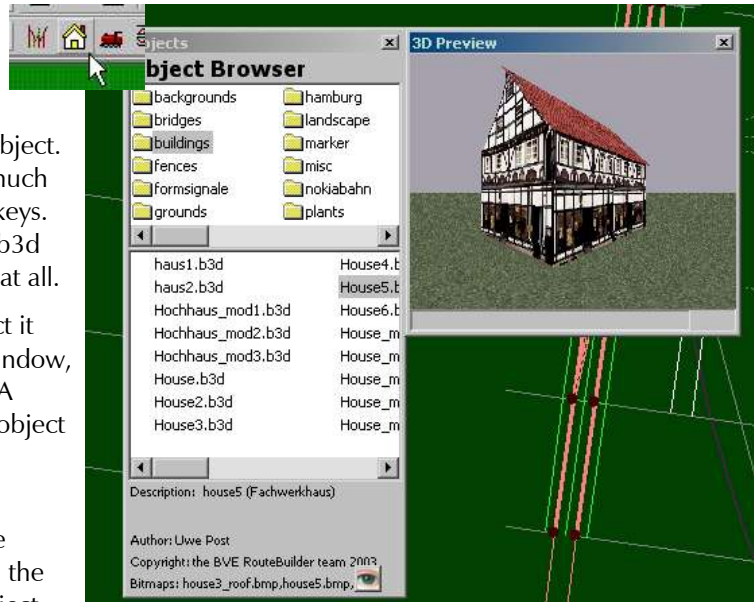 bject.
nuch
keys.
b3d
at all.
ct it
ndow,
A
object
e
the
ject
bjects
bject Browser
backgrounds
hamburg
bridges
landscape
buildings
marker
fences
misc
formsignale
nokiabahn
grounds
plants
haus1.b3d
House4.b
haus2.b3d
House5.b
Hochhaus_mod1.b3d
House6.b
Hochhaus_mod2.b3d
House_m
Hochhaus_mod3.b3d
House_m
House.b3d
House_m
House2.b3d
House_m
House3.b3d
House_m
Description: house5 (Fachwerkhaus)
Author: Uwe Post
Copyright: the BVE RouteBuilder team 2003
Bitmaps: house3_roof.bmp,house5.bmp,
3D Preview